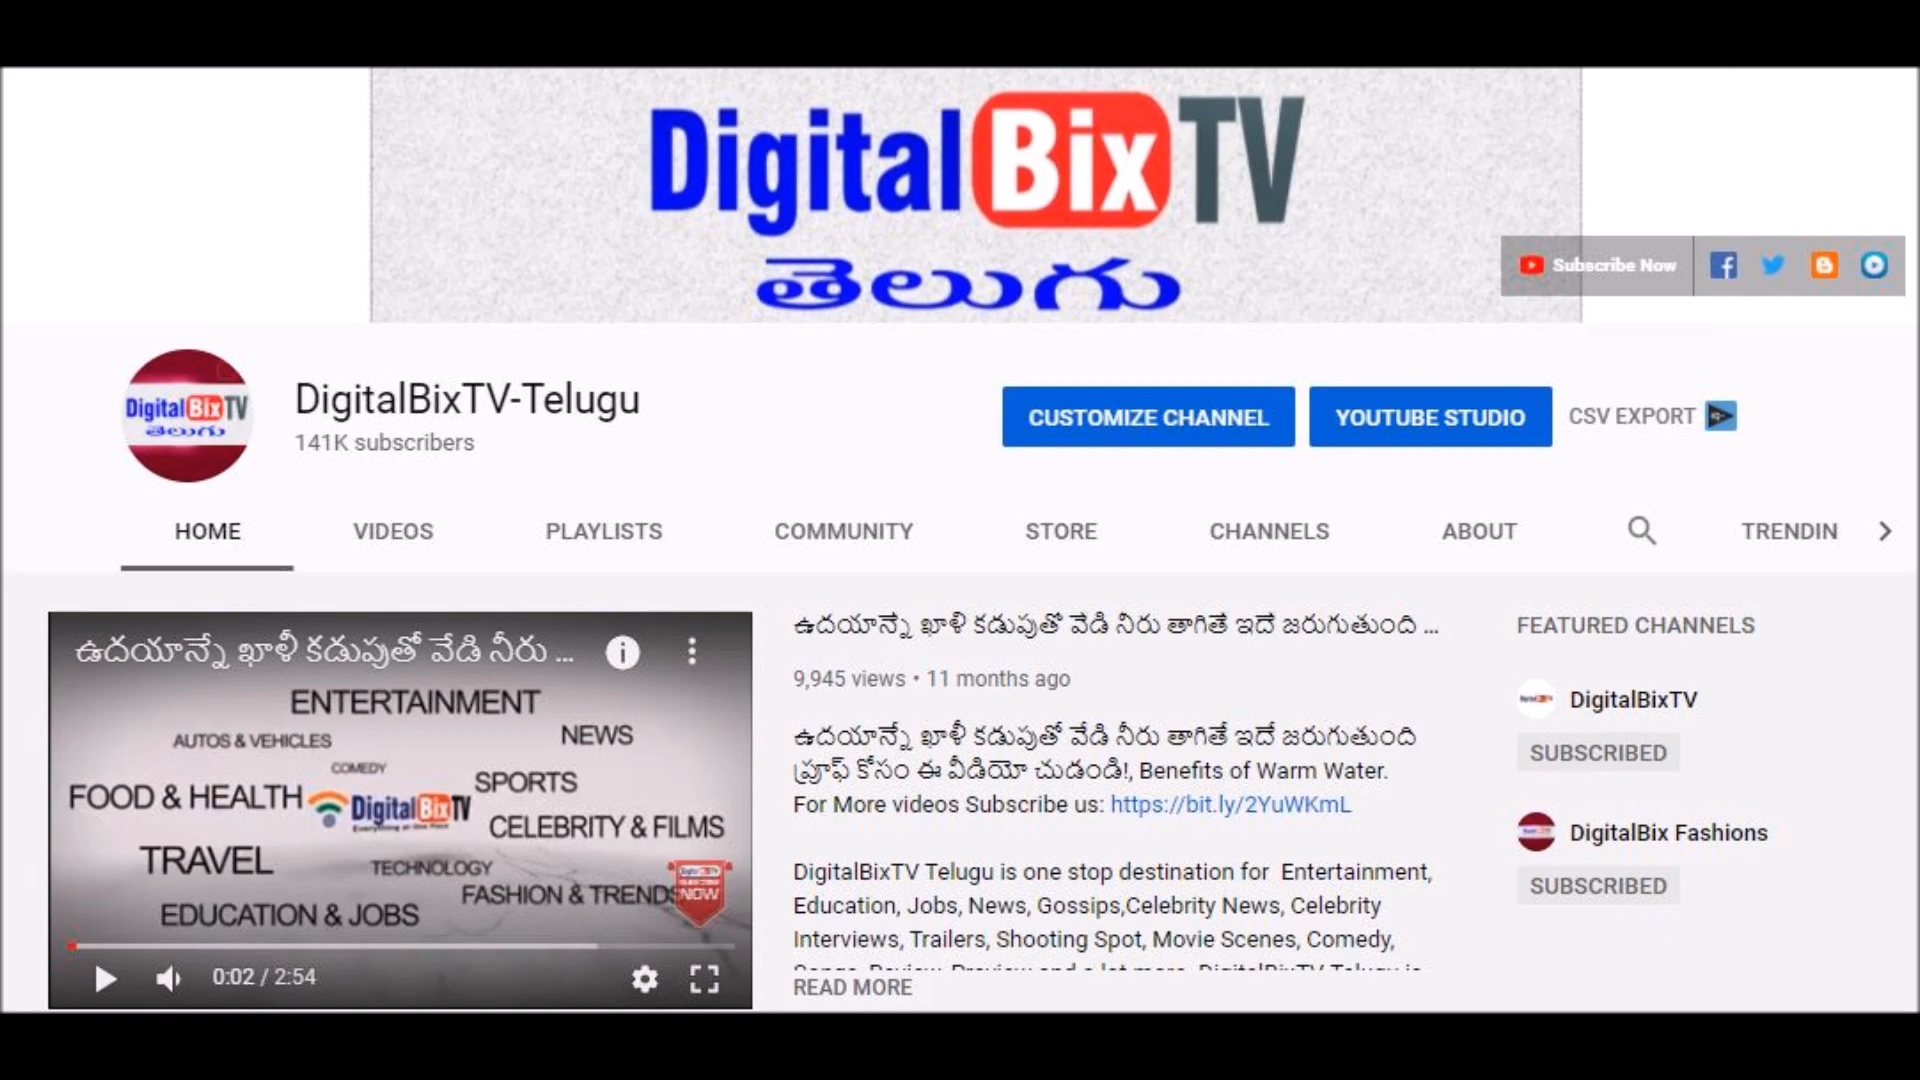 DigitalBixTV
తెలుగు
Subscribe Now
DigitalBixTV
తెలుగు
DigitalBixTV-Telugu
141K subscribers
CUSTOMIZE CHANNEL
YOUTUBE STUDIO
CSV EXPORT
HOME
VIDEOS
PLAYLISTS
COMMUNITY
STORE
CHANNELS
ABOUT
TRENDIN
ఉదయాన్నే ఖాళీ కడుపుతో వేడి నీరు ...
ENTERTAINMENT
AUTOS & VEHICLES
NEWS
COMEDY
SPORTS
FOOD & HEALTH
DigitalBixTV
Everything at One Place
CELEBRITY & FILMS
TRAVEL
TECHNOLOGY
FASHION & TRENDS
NOW
EDUCATION & JOBS
0:02 / 2:54
ఉదయాన్నే ఖాళీ కడుపుతో వేడి నీరు తాగితే ఇదే జరుగుతుంది ...
9,945 views • 11 months ago
ఉదయాన్నే ఖాళీ కడుపుతో వేడి నీరు తాగితే ఇదే జరుగుతుంది
ప్రూఫ్ కోసం ఈ వీడియో చుడండి!, Benefits of Warm Water.
For More videos Subscribe us: https://bit.ly/2YuWKmL
DigitalBixTV Telugu is one stop destination for Entertainment,
Education, Jobs, News, Gossips,Celebrity News, Celebrity
Interviews, Trailers, Shooting Spot, Movie Scenes, Comedy,
READ MORE
FEATURED CHANNELS
DigitalBixTV
SUBSCRIBED
DigitalBix Fashions
SUBSCRIBED